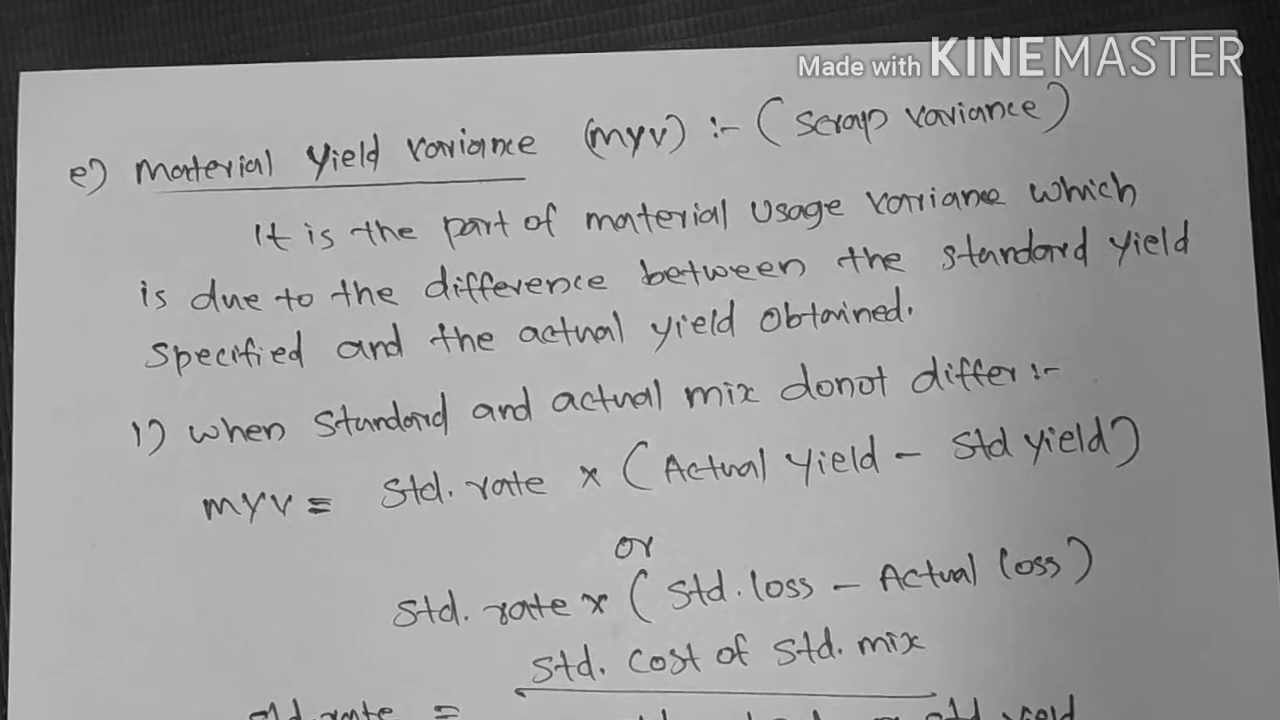 Made with KINEMASTER
e) Material Yield Variance (MYV) :- (Scrap Variance)
It is the part of material Usage Variance which
is due to the difference between the standard yield
specified and the actual yield obtained.
1) When Standard and actual mix donot differ :-
MYV = Std. rate × (Actual Yield - Std yield)
or
Std. rate × (Std. loss - Actual loss)
Std. cost of std. mix
Std. rate =